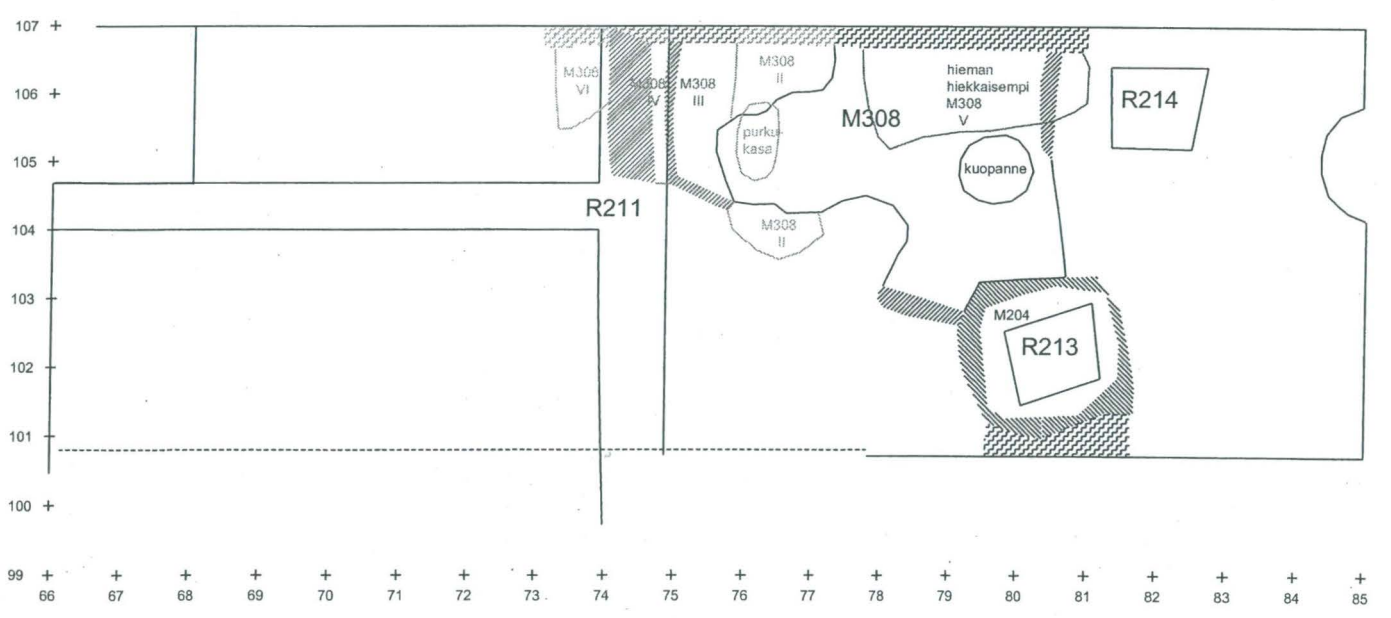 107
106
105
104
103
102
101
100
99
66 67 68 69 70 71 72 73 74 75 76 77 78 79 80 81 82 83 84 85
M308
VI
M308
IV
M308
III
M308
II
purku-
kasa
M308
hieman
hiekkaisempi
M308
V
kuopanne
R214
R211
M308
II
M204
R213